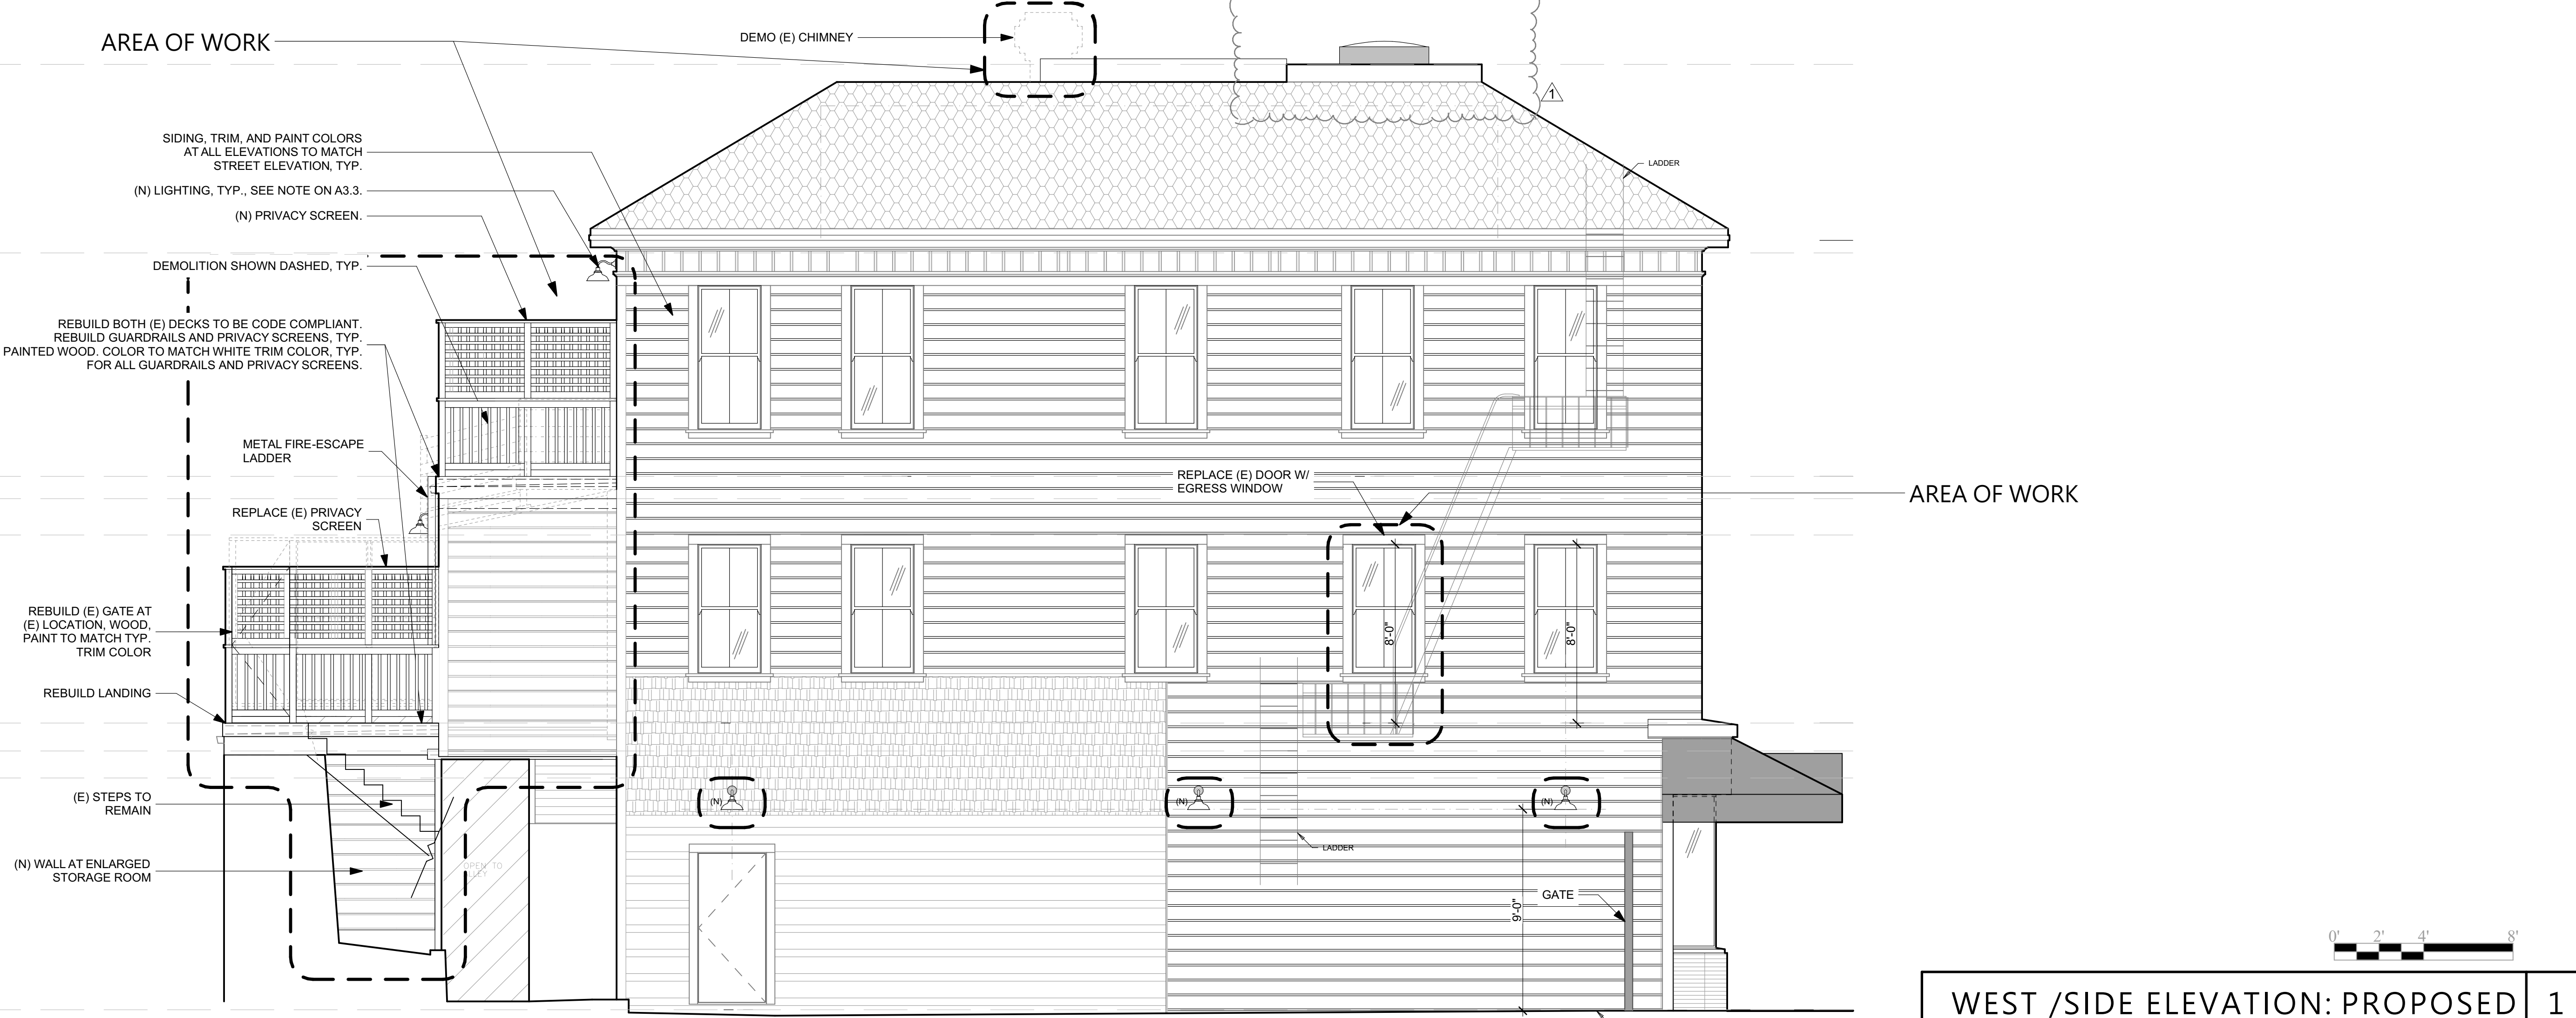 AREA OF WORK
DEMO (E) CHIMNEY
1
SIDING, TRIM, AND PAINT COLORS
AT ALL ELEVATIONS TO MATCH
STREET ELEVATION, TYP.
LADDER
(N) LIGHTING, TYP., SEE NOTE ON A3.3.
(N) PRIVACY SCREEN.
DEMOLITION SHOWN DASHED, TYP.
REBUILD BOTH (E) DECKS TO BE CODE COMPLIANT.
REBUILD GUARDRAILS AND PRIVACY SCREENS, TYP.
PAINTED WOOD. COLOR TO MATCH WHITE TRIM COLOR, TYP.
FOR ALL GUARDRAILS AND PRIVACY SCREENS.
METAL FIRE-ESCAPE
LADDER
REPLACE (E) DOOR W/
EGRESS WINDOW
AREA OF WORK
REPLACE (E) PRIVACY
SCREEN
REBUILD (E) GATE AT
(E) LOCATION, WOOD,
PAINT TO MATCH TYP.
TRIM COLOR
8'-0"
8'-0"
REBUILD LANDING
(E) STEPS TO
REMAIN
(N)
(N)
(N)
LADDER
(N) WALL AT ENLARGED
STORAGE ROOM
OPEN TO
GATE
9'-0"
0' 2' 4' 8'
WEST /SIDE ELEVATION: PROPOSED
1